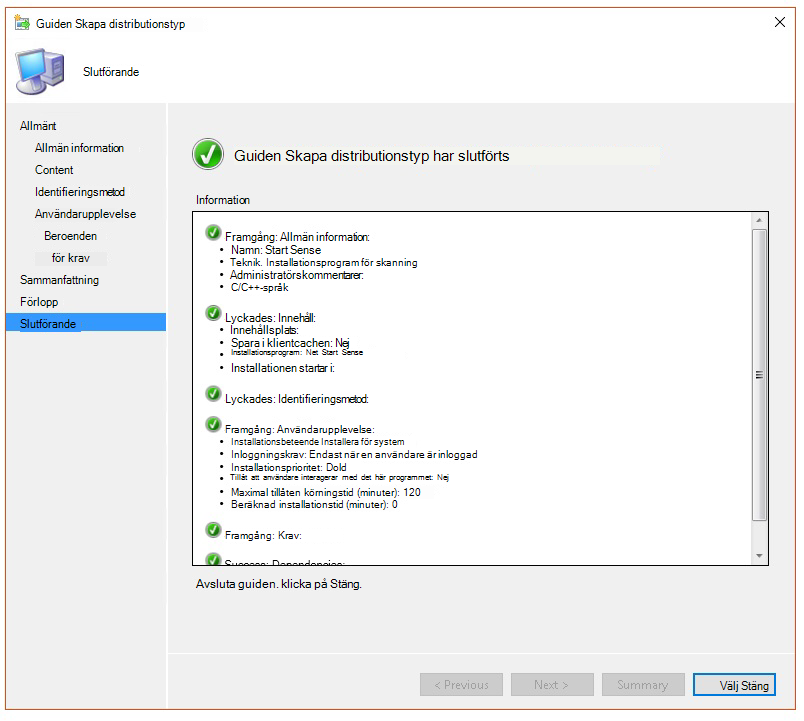 Guiden Skapa distributionstyp
Slutförande
Allmänt
Allmän information
Content
Identifieringsmetod
Användarupplevelse
Beroenden
för krav
Sammanfattning
Förlopp
Slutförande
Guiden Skapa distributionstyp har slutförts
Information
Framgång: Allmän information:
• Namn: Start Sense
• Teknik. Installationsprogram för skanning
• Administratörskommentarer:
• C/C++-språk
Lyckades: Innehåll:
• Innehållsplats:
• Spara i klientcachen: Nej
• Installationsprogram: Net Start Sense
• Installationen startar i:
Lyckades: Identifieringsmetod:
Framgång: Användarupplevelse:
• Installationsbeteende Installera för system
• Inloggningskrav: Endast när en användare är inloggad
• Installationsprioritet: Dold
• Tillåt att användare interagerar med det här programmet: Nej
• Maximal tillåten körningstid (minuter): 120
• Beräknad installationstid (minuter): 0
Framgång: Krav:
Success: Dependencies:
Avsluta guiden. klicka på Stäng.
< Previous
Next >
Summary
Välj Stäng